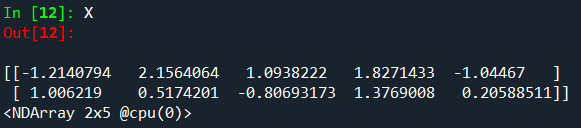 In [12]: X
Out[12]:
[[-1.2140794 2.1564064 1.0938222 1.8271433 -1.04467 ]
[ 1.006219 0.5174201 -0.80693173 1.3769008 0.20588511]]
<NDArray 2x5 @cpu(0)>